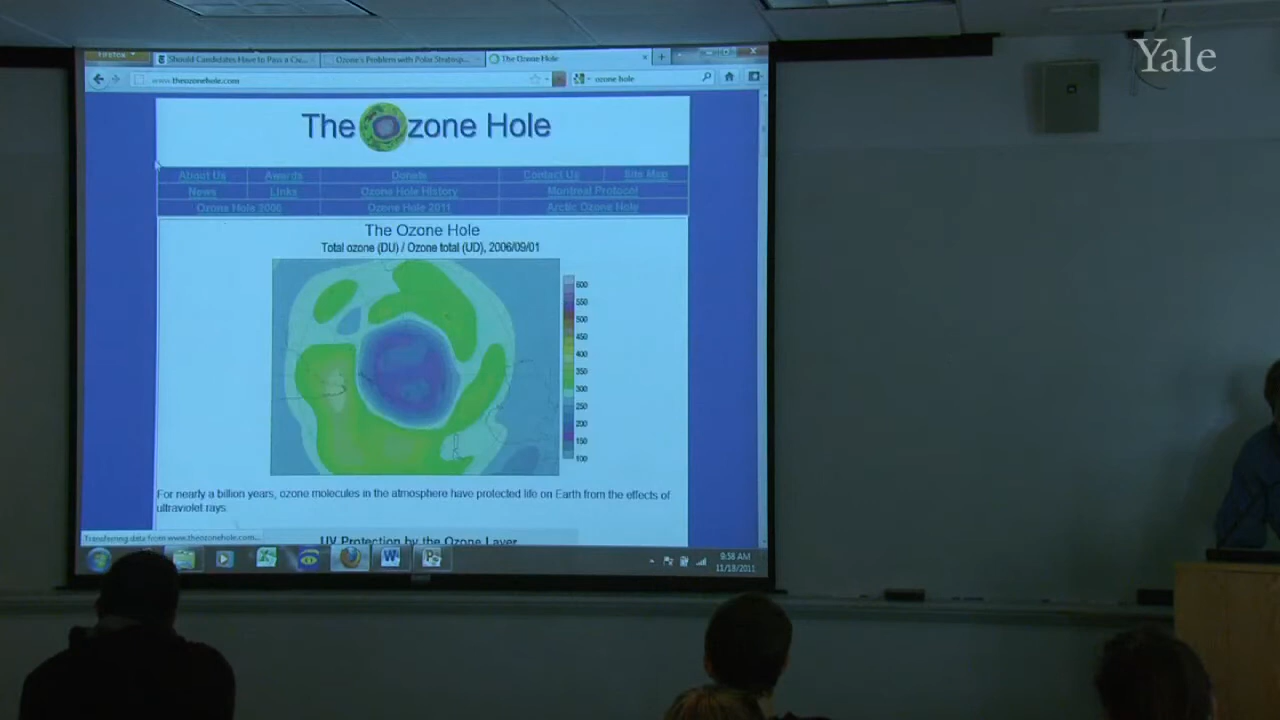 Yale
Firefox
Should Candidates Have to Pass a Civi...
Ozone's Problem with Polar Stratosp...
The Ozone Hole
www.theozonehole.com
ozone hole
The Ozone Hole
About Us Awards Donate Contact Us Site Map
News Links Ozone Hole History Montreal Protocol
Ozone Hole 2006 Ozone Hole 2011 Arctic Ozone Hole
The Ozone Hole
Total ozone (DU) / Ozone total (UD), 2006/09/01
600
550
500
450
400
350
300
250
200
150
100
For nearly a billion years, ozone molecules in the atmosphere have protected life on Earth from the effects of
ultraviolet rays.
Transferring data from www.theozonehole.com...
UV Protection by the Ozone Layer
9:58 AM
11/18/2011